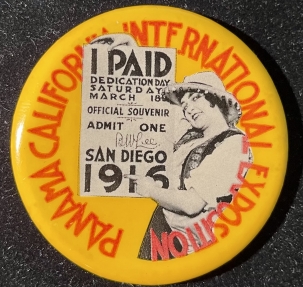 PANAMA CALIFORNIA INTERNATIONAL EXPOSITION
I PAID
DEDICATION DAY
SATURDAY
MARCH 18
OFFICIAL SOUVENIR
ADMIT ONE
SAN DIEGO
1916